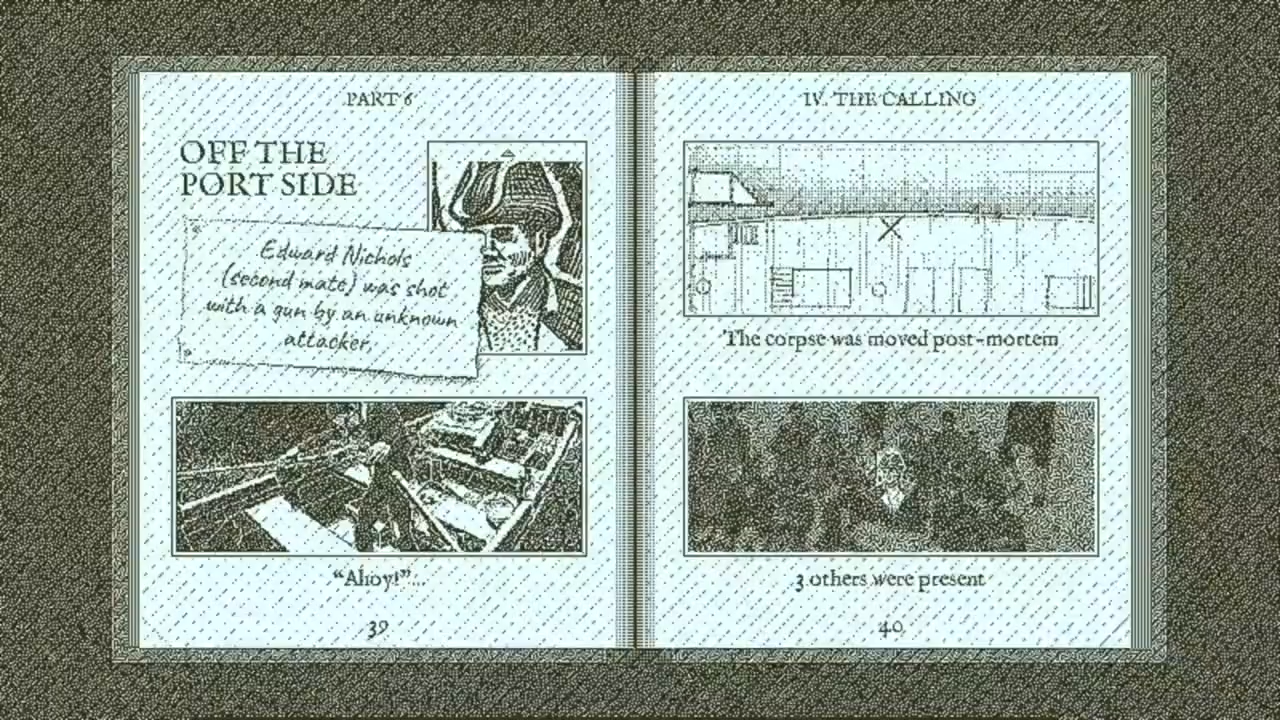 PART 6
OFF THE
PORT SIDE
Edward Nichols
(second mate) was shot
with a gun by an unknown
attacker.
"Ahoy!"...
39
IV. THE CALLING
The corpse was moved post-mortem
3 others were present
40